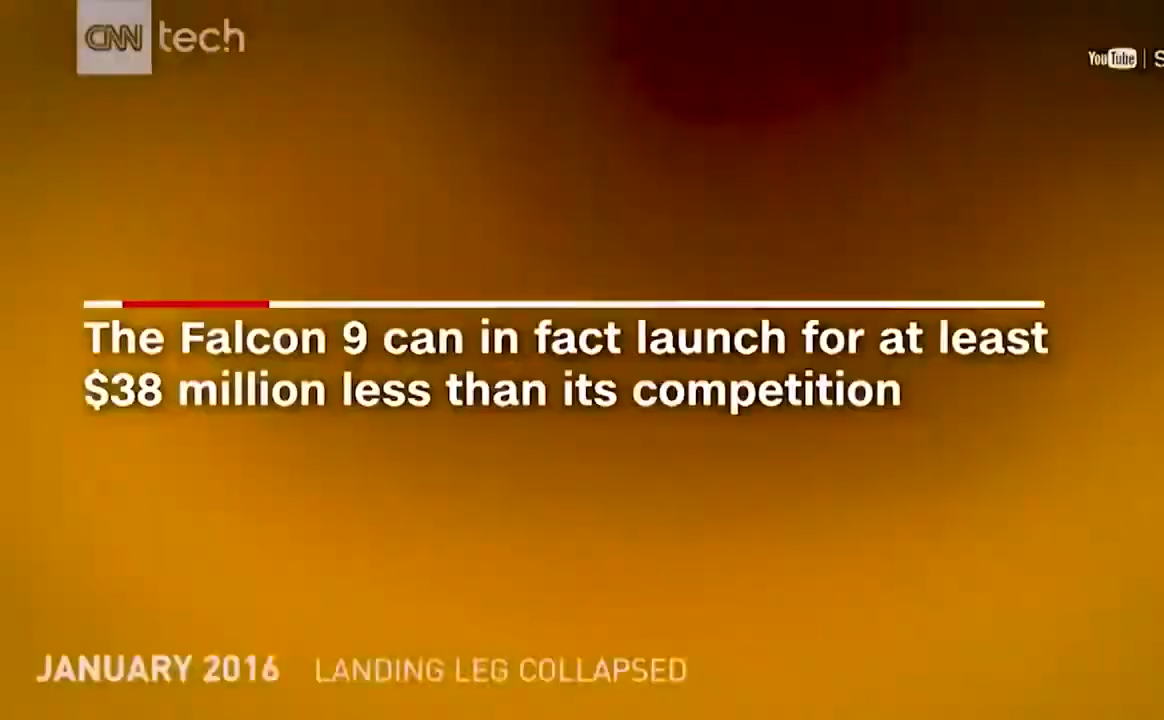 CNN tech
YouTube | S
The Falcon 9 can in fact launch for at least
$38 million less than its competition
JANUARY 2016 LANDING LEG COLLAPSED